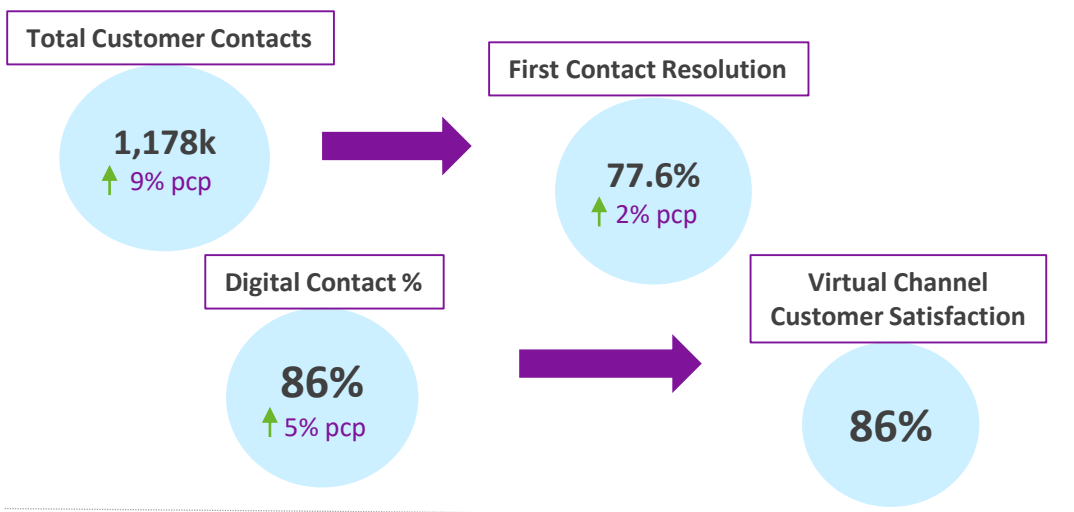 Total Customer Contacts
1,178k
9% pcp
First Contact Resolution
77.6%
2% pcp
Digital Contact %
86%
5% pcp
Virtual Channel
Customer Satisfaction
86%